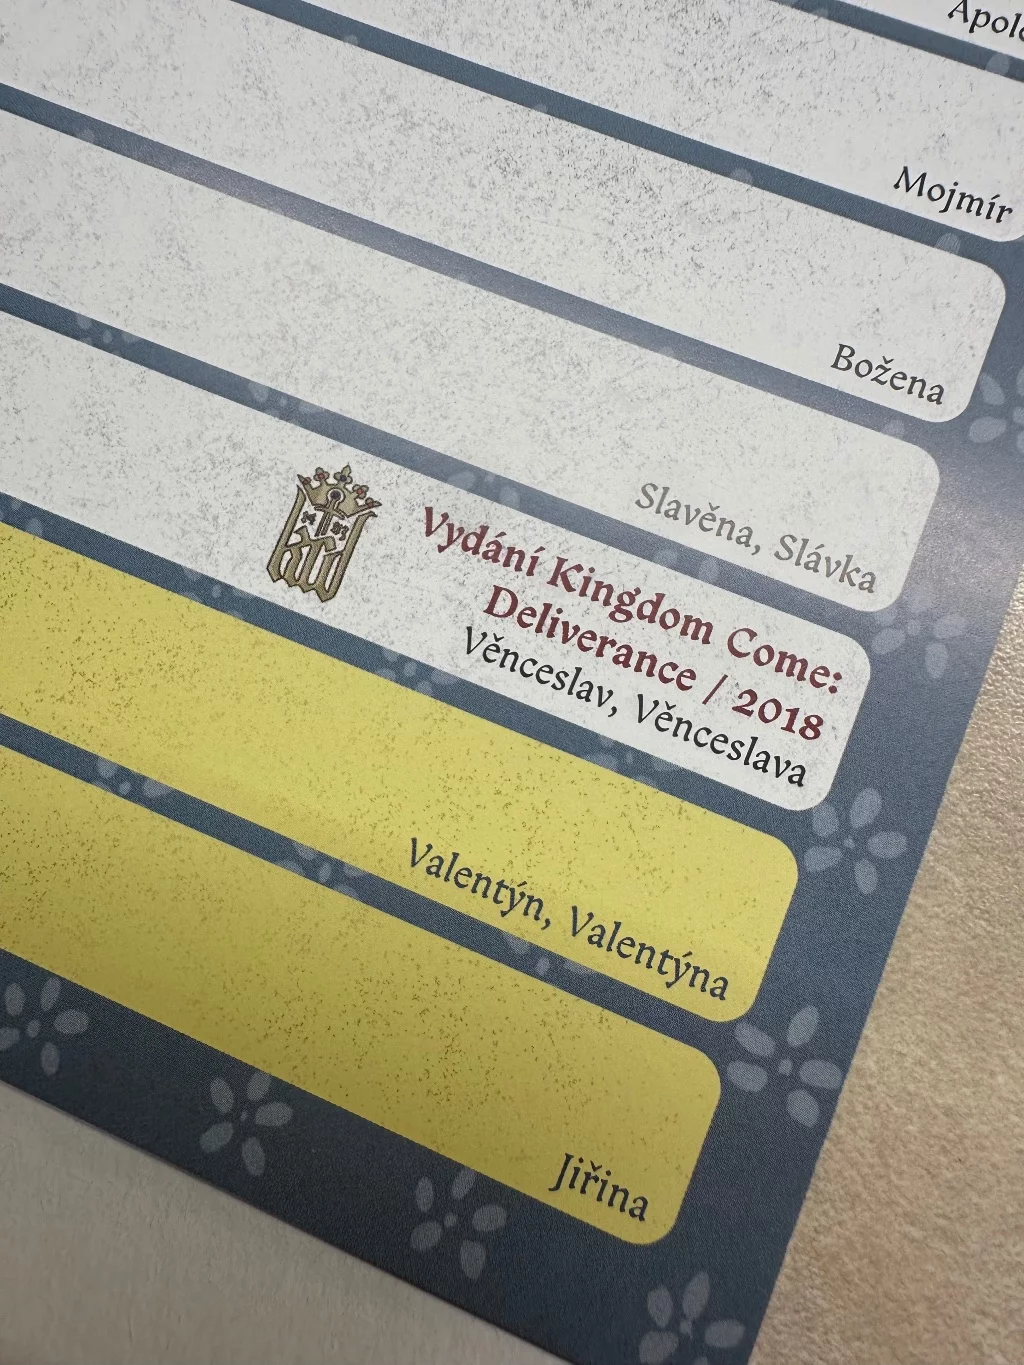 Mojmír
Božena
Slavěna, Slávka
Vydání Kingdom Come:
Deliverance / 2018
Věnceslav, Věnceslava
Valentýn, Valentýna
Jiřina